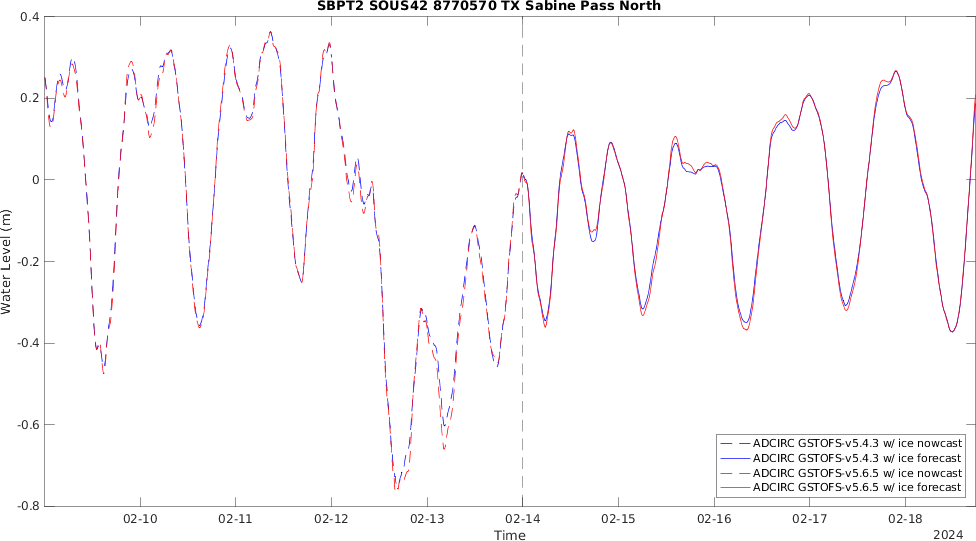 SBPT2 SOUS42 8770570 TX Sabine Pass North
Water Level (m)
0.4
0.2
0
-0.2
-0.4
-0.6
-0.8
ADCIRC GSTOFS-v5.4.3 w/ ice nowcast
ADCIRC GSTOFS-v5.4.3 w/ ice forecast
ADCIRC GSTOFS-v5.6.5 w/ ice nowcast
ADCIRC GSTOFS-v5.6.5 w/ ice forecast
02-10 02-11 02-12 02-13 02-14 02-15 02-16 02-17 02-18
Time
2024